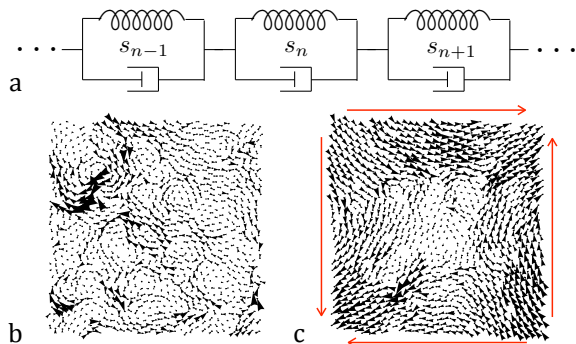 · · · s_{n−1} s_n s_{n+1} · · ·
a
b c